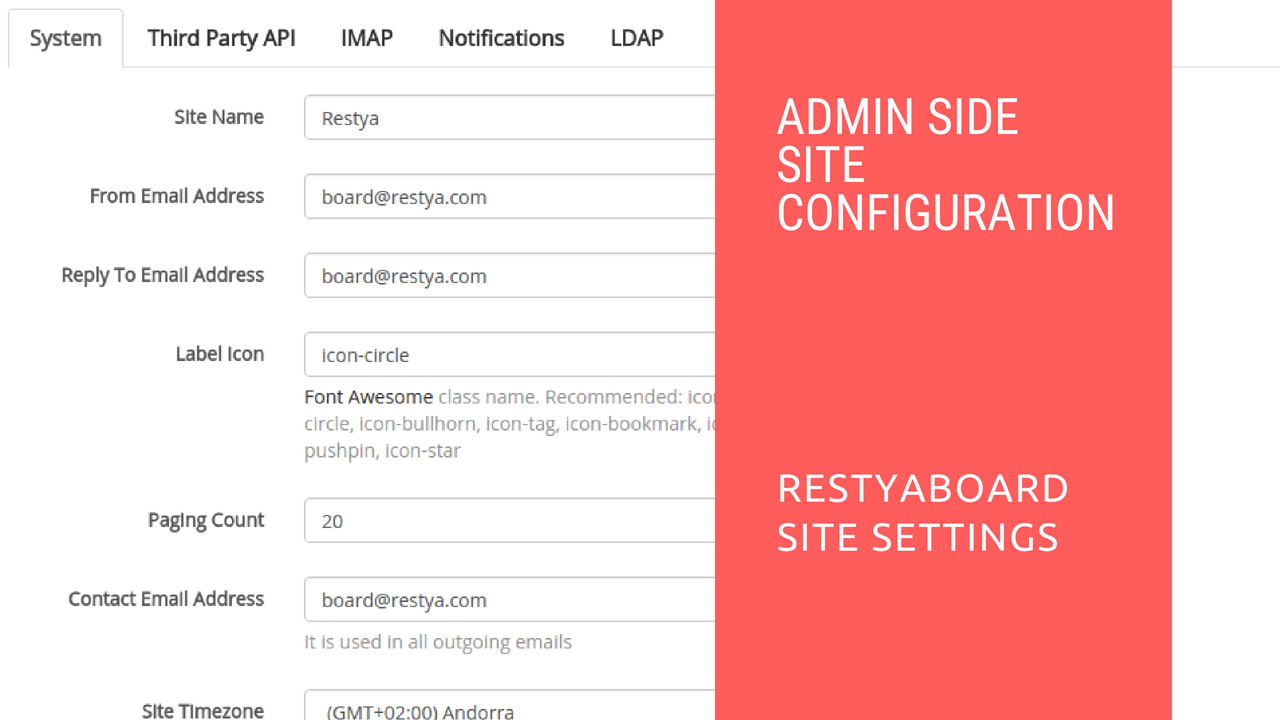 System Third Party API IMAP Notifications LDAP
Site Name Restya
From Email Address board@restya.com
Reply To Email Address board@restya.com
Label Icon icon-circle
Font Awesome class name. Recommended:
circle, icon-bullhorn, icon-tag, icon-bookmark,
pushpin, icon-star
Paging Count 20
Contact Email Address board@restya.com
It is used in all outgoing emails
Site Timezone (GMT+02:00) Andorra
ADMIN SIDE
SITE
CONFIGURATION
RESTYABOARD
SITE SETTINGS